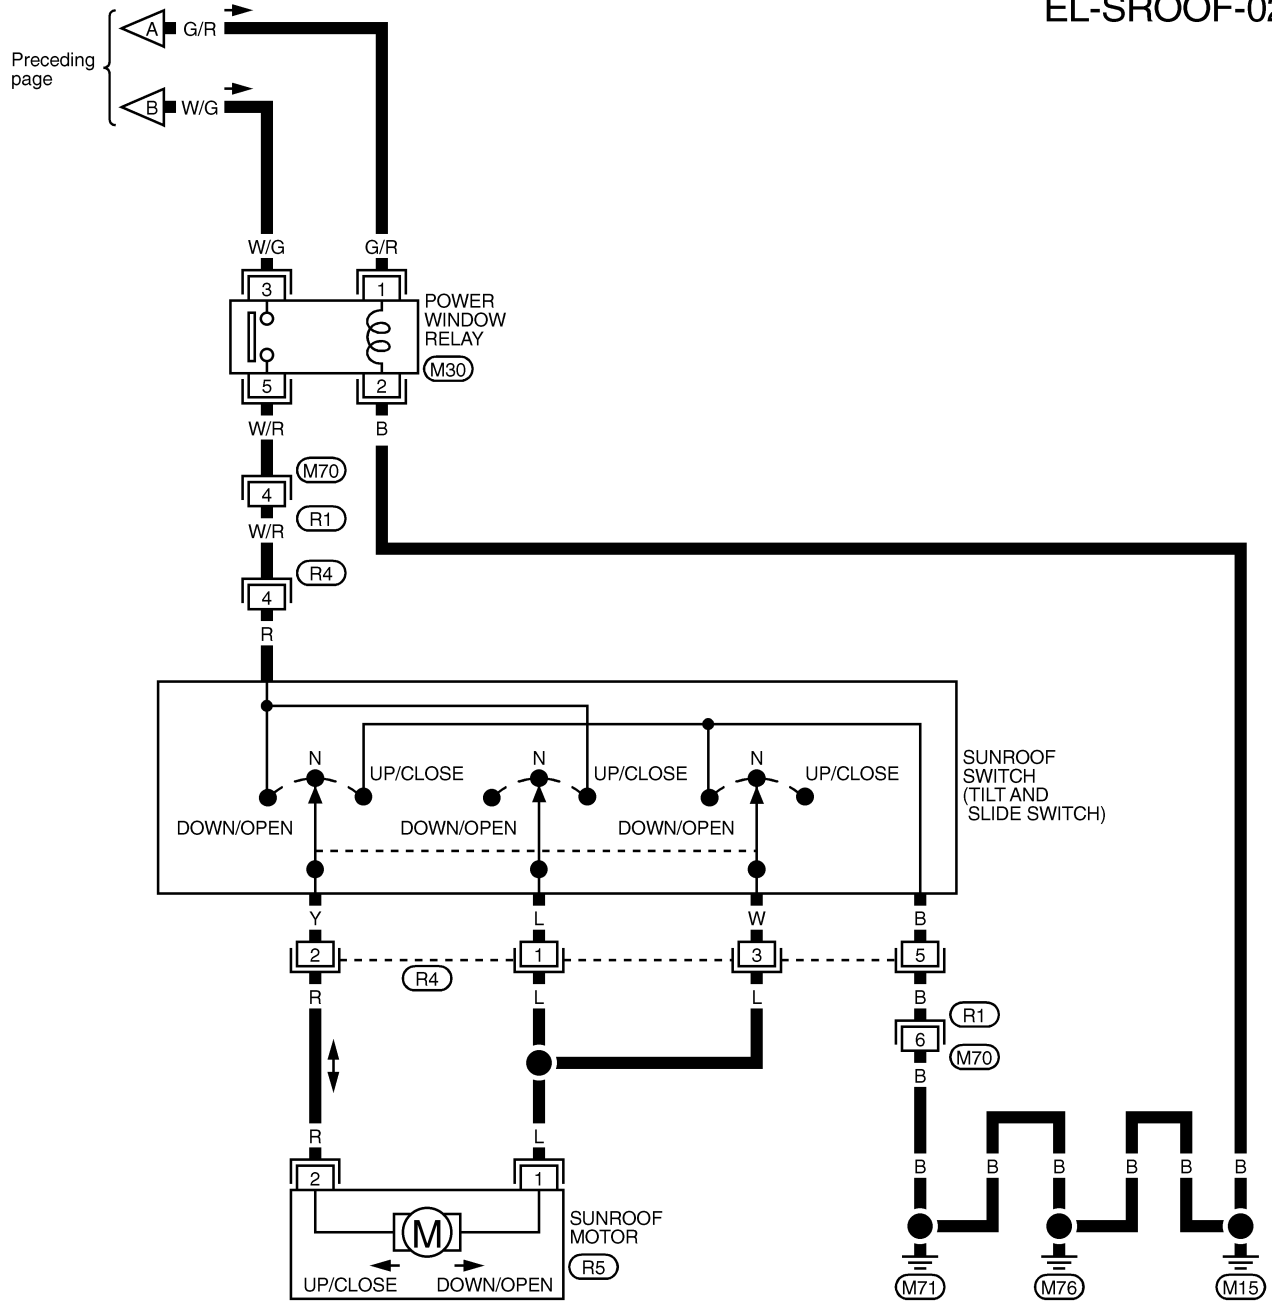 EL-SROOF-02
A G/R
Preceding
page
B W/G
W/G G/R
3 1
POWER
WINDOW
RELAY
M30
5 2
W/R B
M70
4
R1
W/R
R4
4
R
N N N
UP/CLOSE UP/CLOSE UP/CLOSE
DOWN/OPEN DOWN/OPEN DOWN/OPEN
SUNROOF
SWITCH
(TILT AND
SLIDE SWITCH)
Y L W B
2 1 3 5
R4
R L L B
R1
6
M70
B
R L B B B B B B
2 1
M
SUNROOF
MOTOR
R5
UP/CLOSE DOWN/OPEN
M71 M76 M15